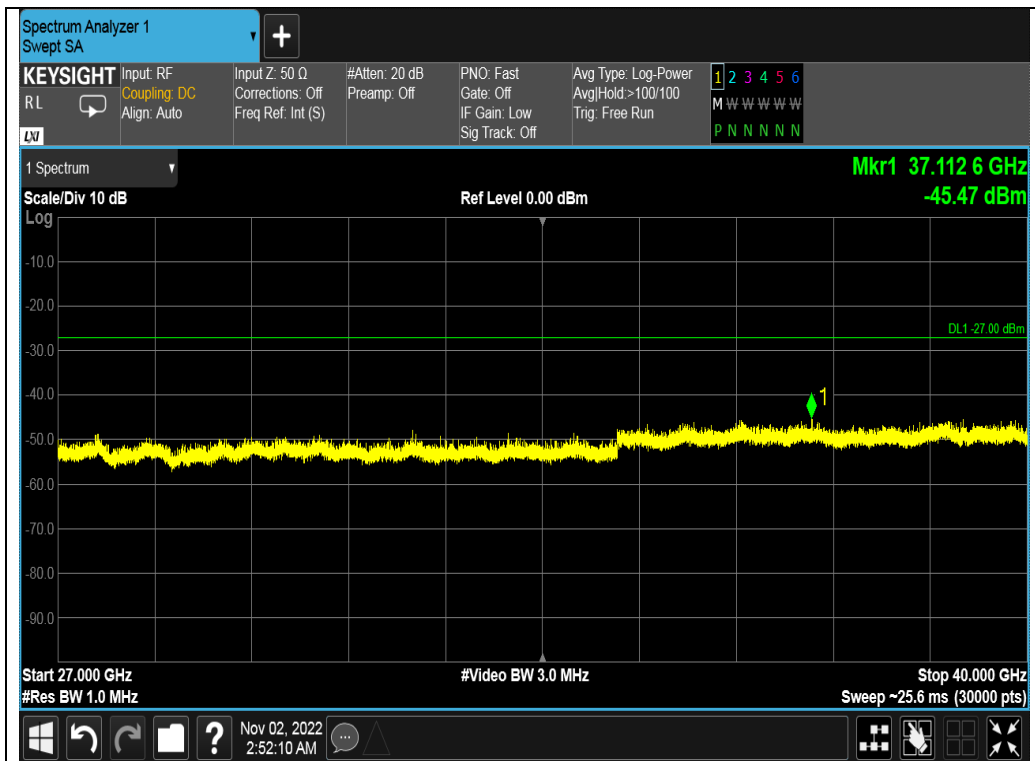 Spectrum Analyzer 1
Swept SA
KEYSIGHT
RL
LXI
Input: RF
Coupling: DC
Align: Auto
Input Z: 50 Ω
Corrections: Off
Freq Ref: Int (S)
#Atten: 20 dB
Preamp: Off
PNO: Fast
Gate: Off
IF Gain: Low
Sig Track: Off
Avg Type: Log-Power
Avg|Hold:>100/100
Trig: Free Run
1 2 3 4 5 6
M W W W W W
P N N N N N
1 Spectrum
Mkr1 37.112 6 GHz
Scale/Div 10 dB
Ref Level 0.00 dBm
-45.47 dBm
Log
-10.0
-20.0
DL1 -27.00 dBm
-30.0
-40.0
1
-50.0
-60.0
-70.0
-80.0
-90.0
Start 27.000 GHz
#Video BW 3.0 MHz
Stop 40.000 GHz
#Res BW 1.0 MHz
Sweep ~25.6 ms (30000 pts)
?
Nov 02, 2022
2:52:10 AM